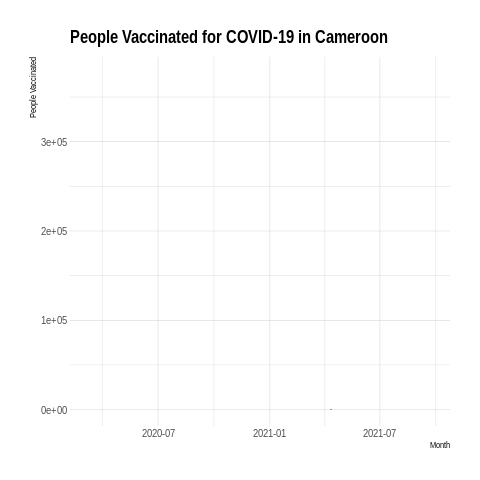 People Vaccinated for COVID-19 in Cameroon
People Vaccinated
3e+05
2e+05
1e+05
0e+00
2020-07 2021-01 2021-07
Month